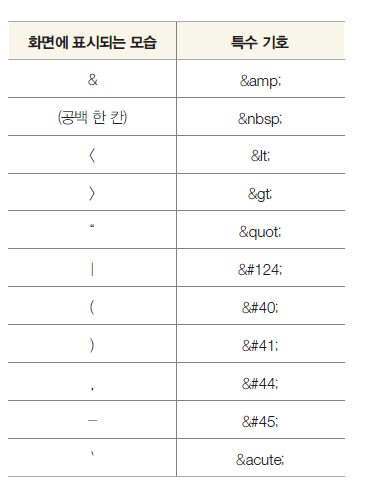 화면에 표시되는 모습 특수 기호
& &amp;
(공백 한 칸) &nbsp;
〈 &lt;
〉 &gt;
“ &quot;
| &#124;
( &#40;
) &#41;
, &#44;
― &#45;
‵ &acute;